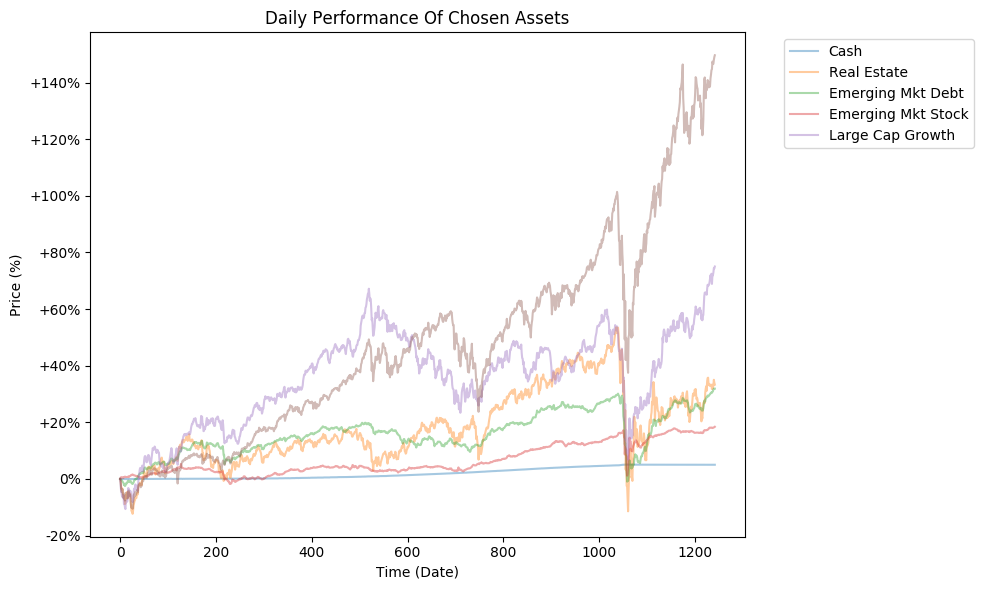 Daily Performance Of Chosen Assets
Cash
Real Estate
Emerging Mkt Debt
Emerging Mkt Stock
Large Cap Growth
+140%
+120%
+100%
+80%
+60%
+40%
+20%
0%
-20%
Price (%)
0 200 400 600 800 1000 1200
Time (Date)